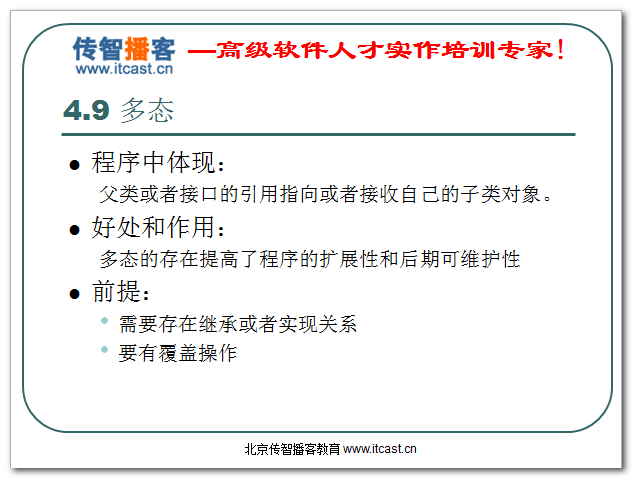 传智播客 —高级软件人才实作培训专家!
www.itcast.cn
4.9 多态
程序中体现：
父类或者接口的引用指向或者接收自己的子类对象。
好处和作用：
多态的存在提高了程序的扩展性和后期可维护性
前提：
需要存在继承或者实现关系
要有覆盖操作
北京传智播客教育 www.itcast.cn